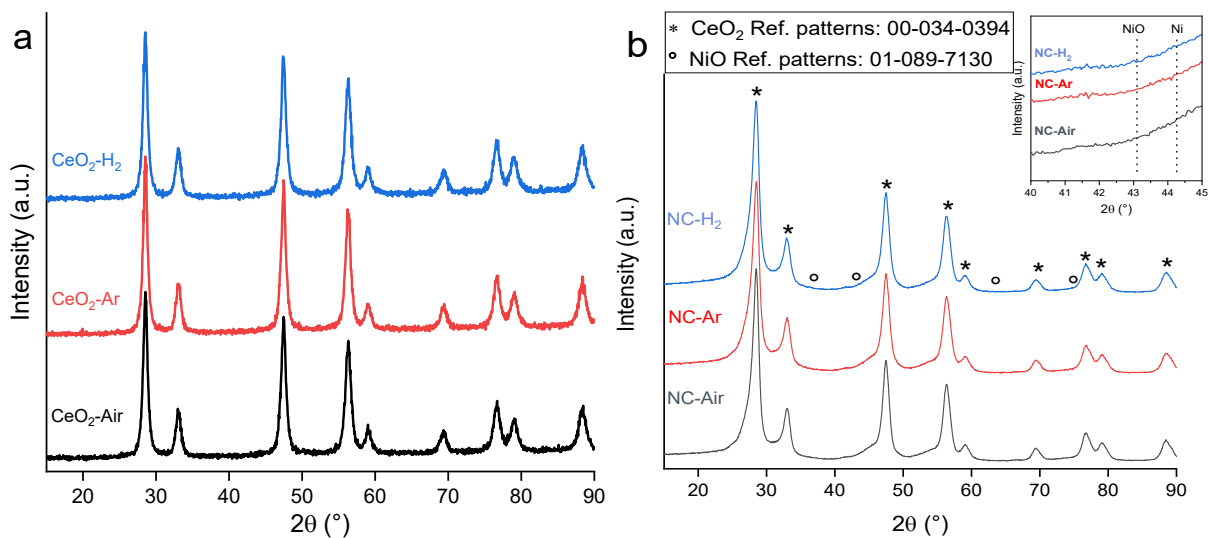 a
CeO₂-H₂
CeO₂-Ar
CeO₂-Air
Intensity (a.u.)
20 30 40 50 60 70 80 90
2θ (°)
b
* CeO₂ Ref. patterns: 00-034-0394
o NiO Ref. patterns: 01-089-7130
NC-H₂
NC-Ar
NC-Air
Intensity (a.u.)
20 30 40 50 60 70 80 90
2θ (°)
NiO Ni
NC-H₂
NC-Ar
NC-Air
Intensity (a.u.)
40 41 42 43 44 45
2θ (°)